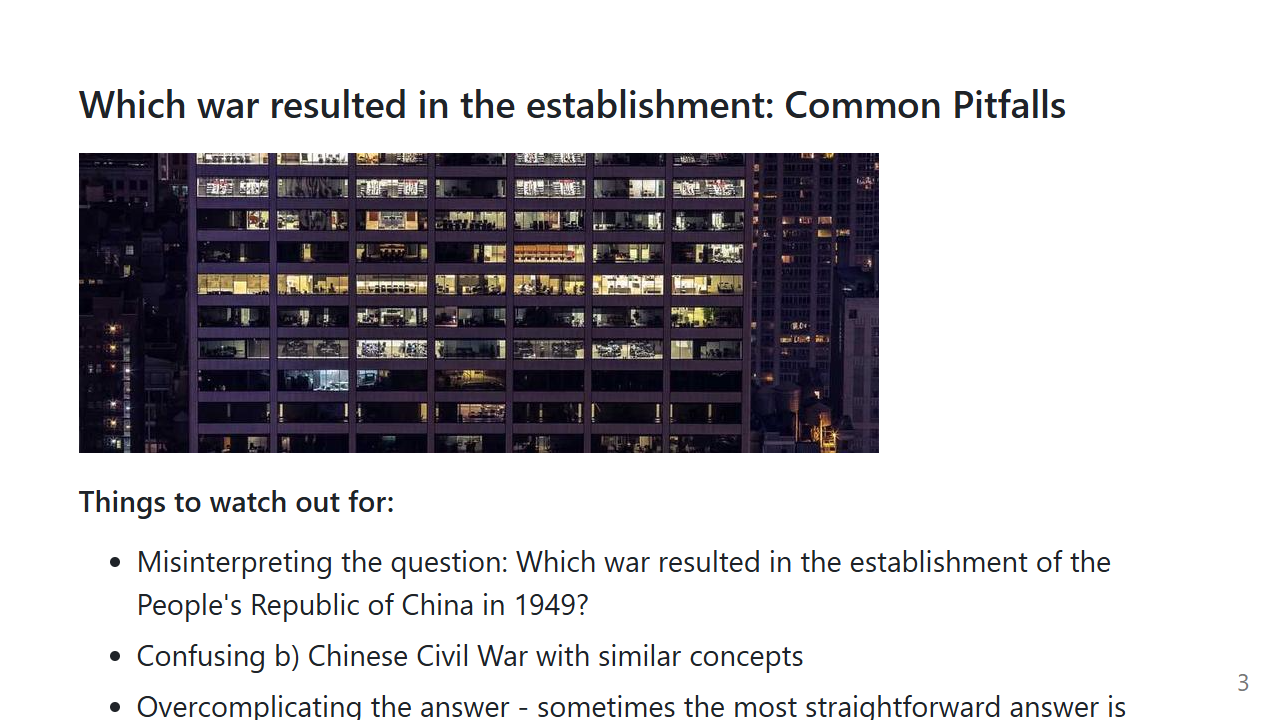 Which war resulted in the establishment: Common Pitfalls
Things to watch out for:
• Misinterpreting the question: Which war resulted in the establishment of the
People's Republic of China in 1949?
• Confusing b) Chinese Civil War with similar concepts
• Overcomplicating the answer - sometimes the most straightforward answer is
3